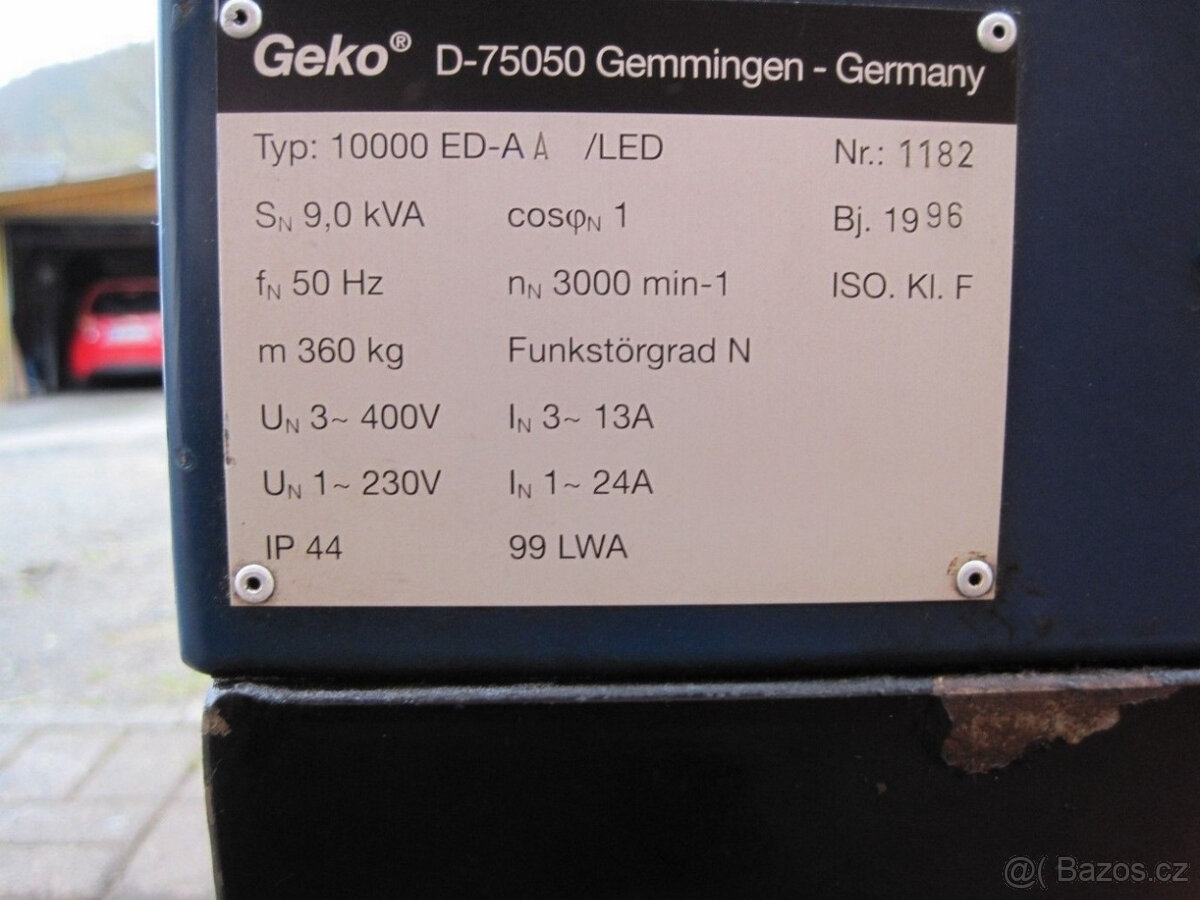 Geko® D-75050 Gemmingen - Germany
Typ: 10000 ED-A A /LED Nr.: 1182
SN 9,0 kVA cosφN 1 Bj. 1996
fN 50 Hz nN 3000 min-1 ISO. Kl. F
m 360 kg Funkstörgrad N
UN 3~ 400V IN 3~ 13A
UN 1~ 230V IN 1~ 24A
IP 44 99 LWA
@( Bazos.cz